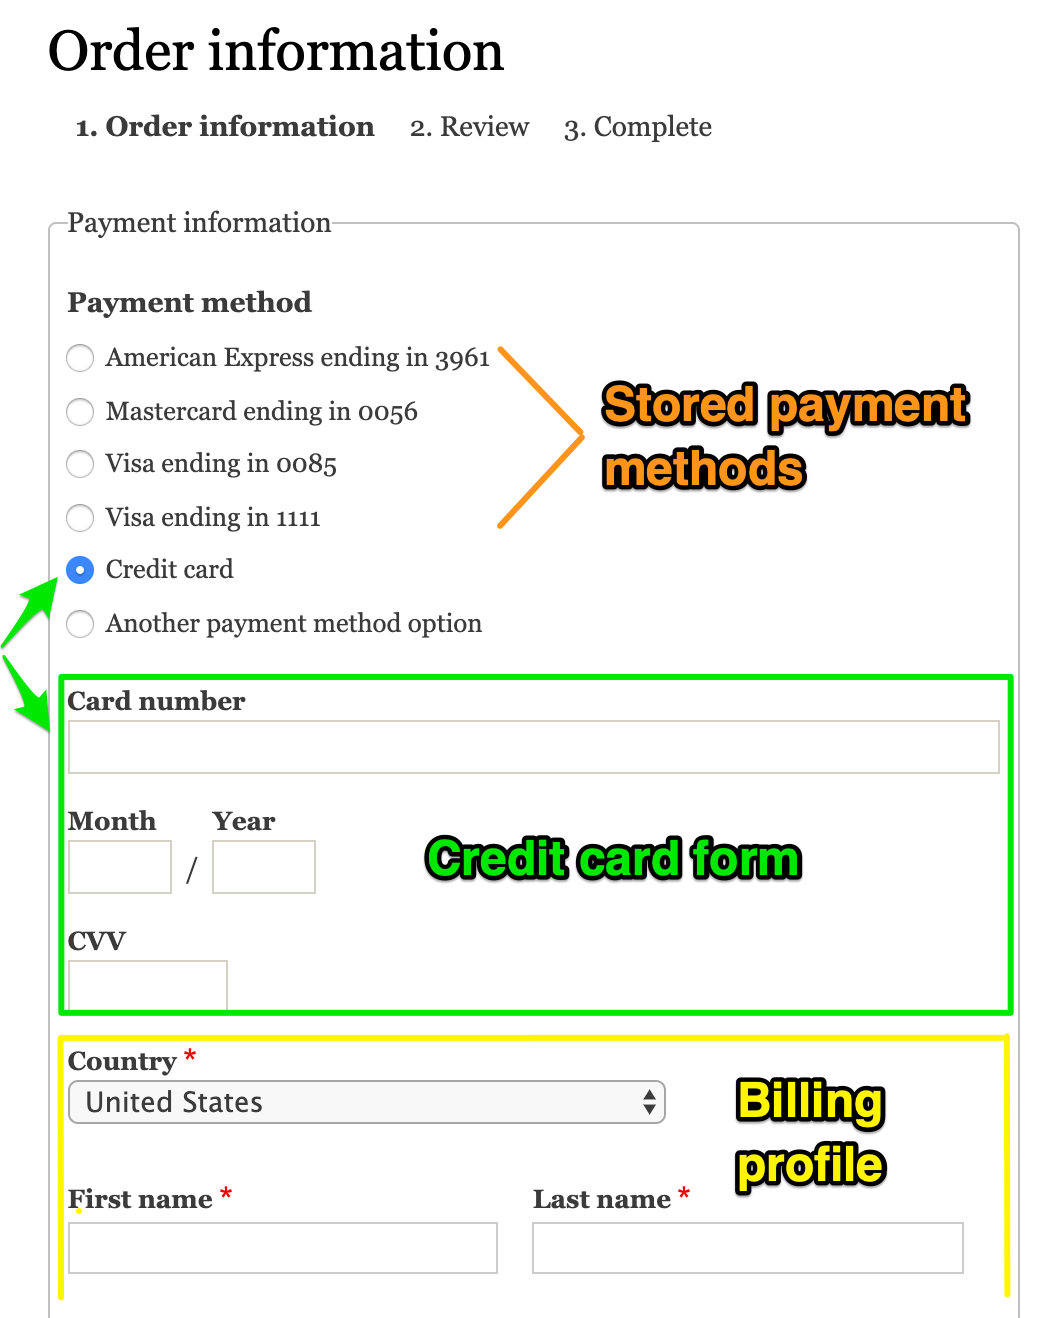 Order information
1. Order information 2. Review 3. Complete
Payment information
Payment method
American Express ending in 3961
Mastercard ending in 0056
Visa ending in 0085
Visa ending in 1111
Credit card
Another payment method option
Stored payment
methods
Card number
Month Year
/
Credit card form
CVV
Country *
United States
Billing
profile
First name * Last name *